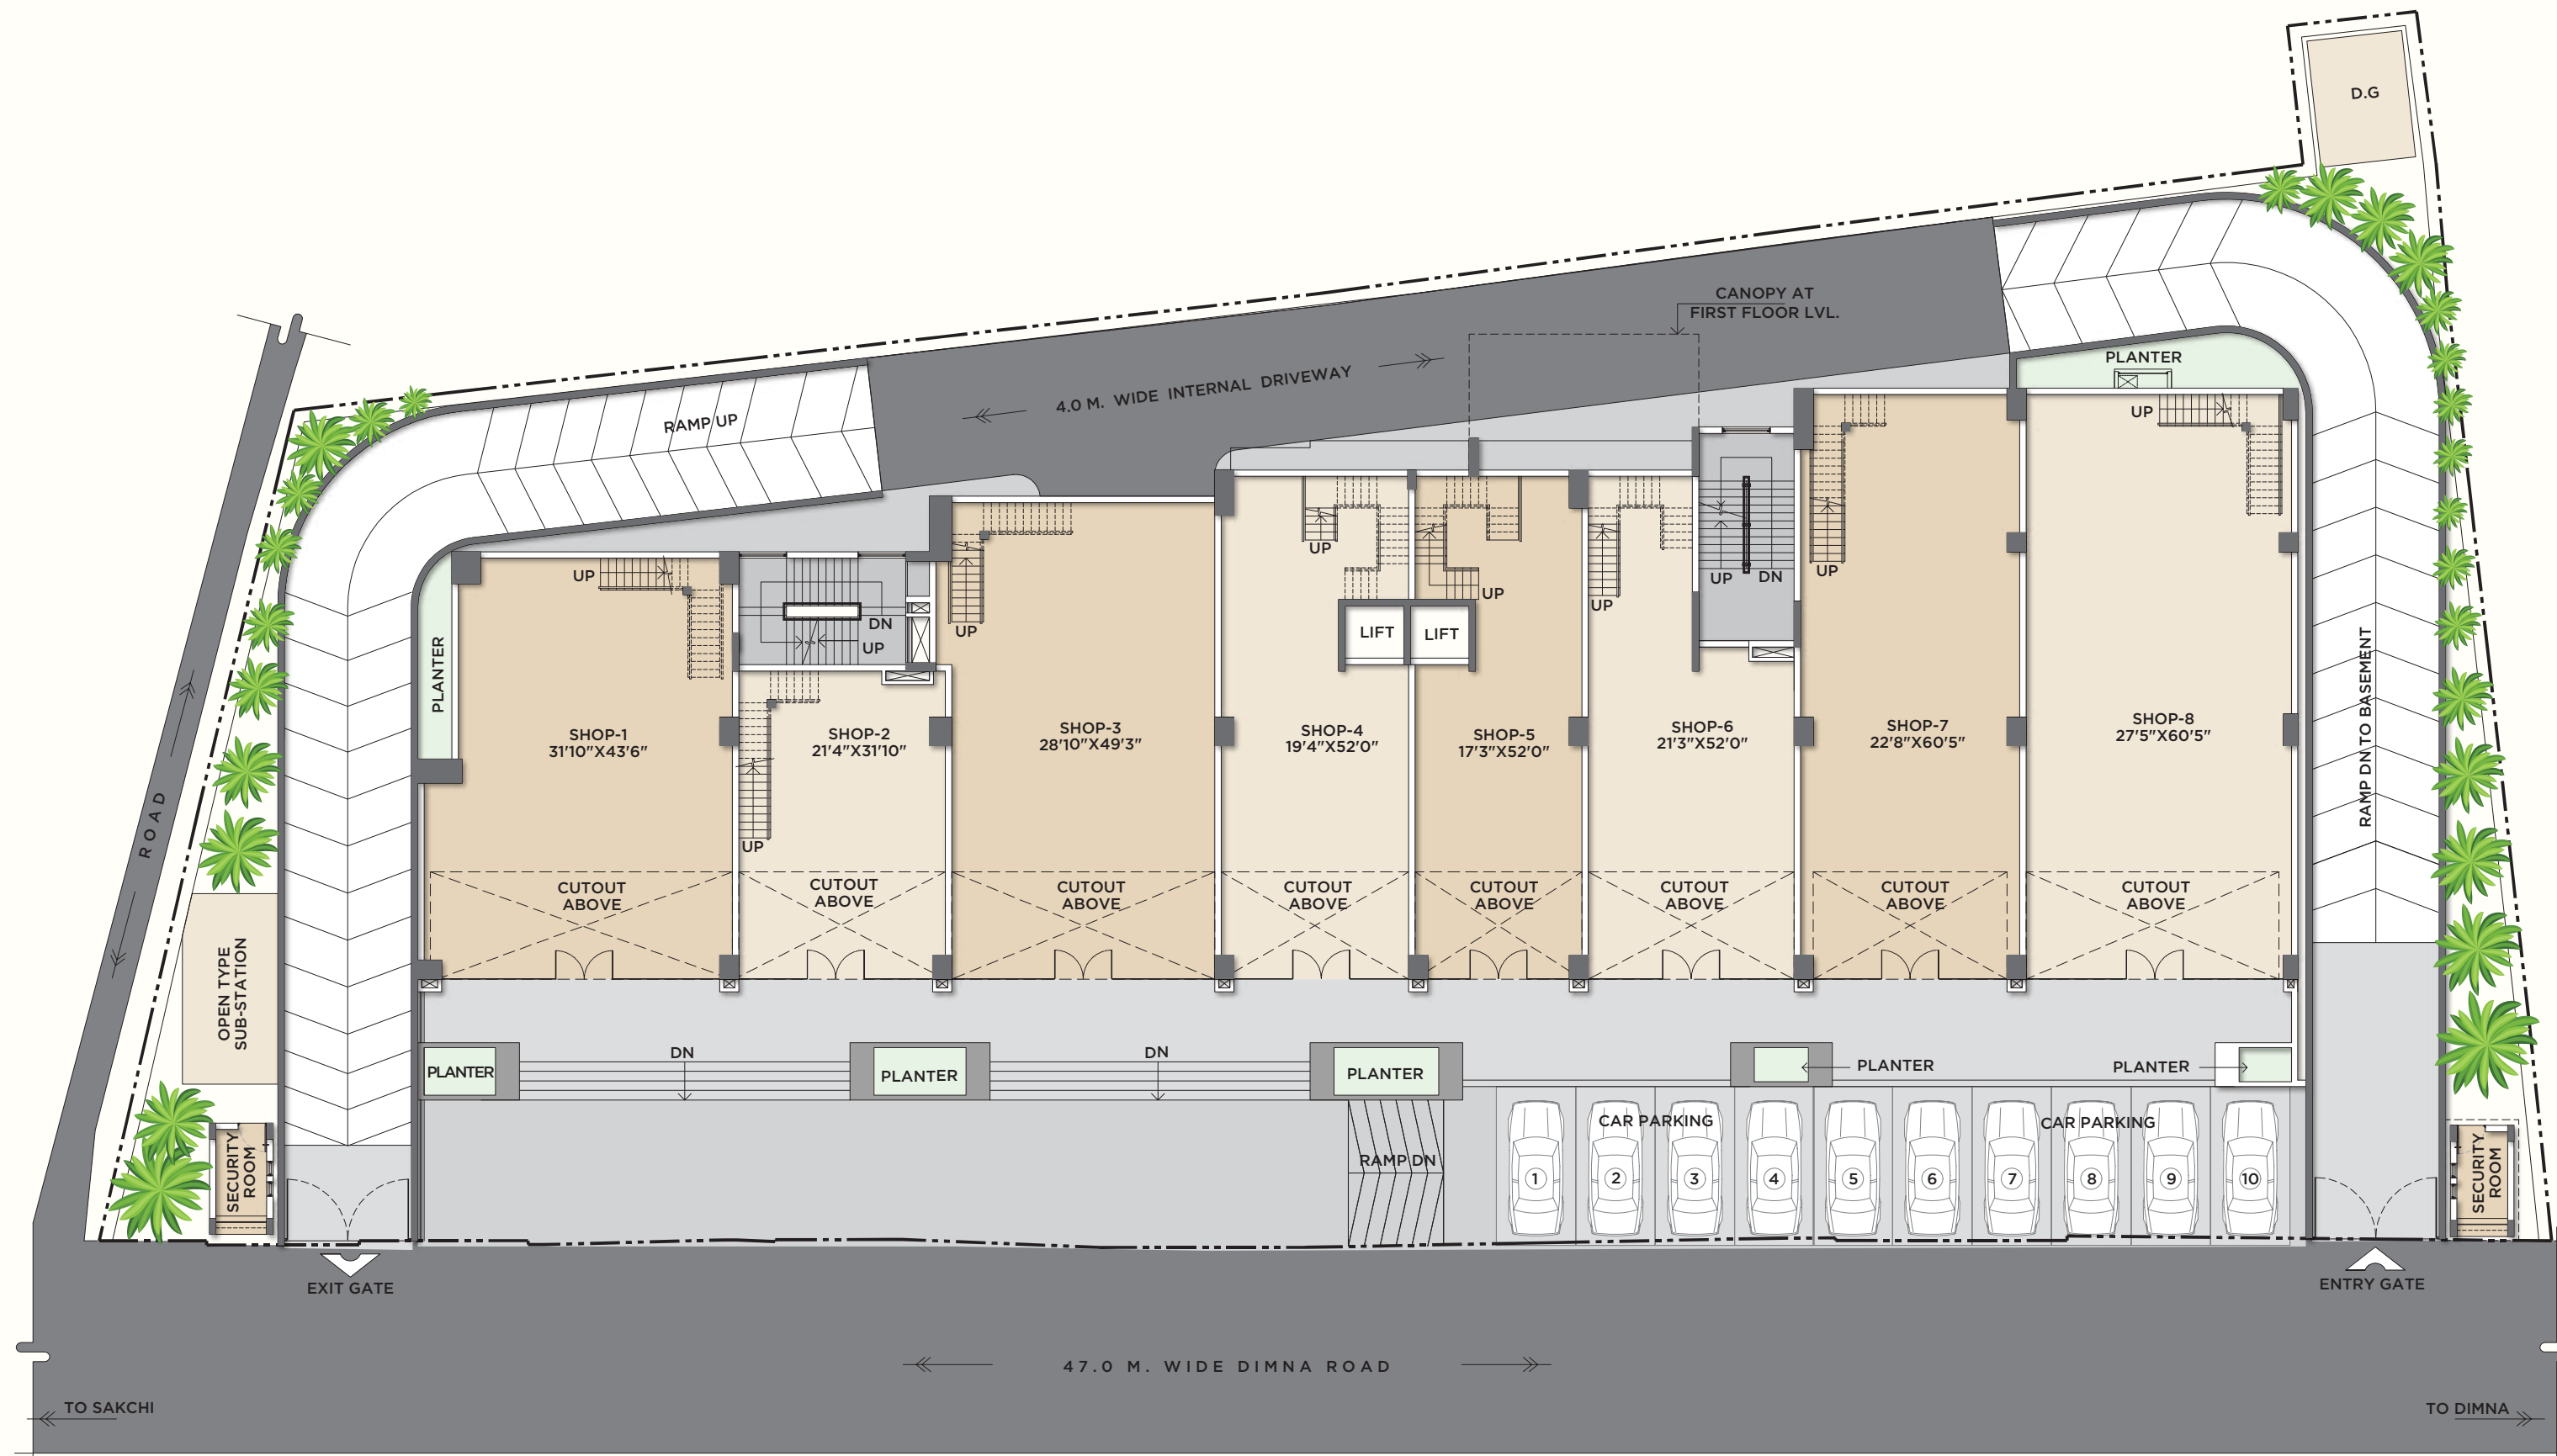 D.G
CANOPY AT
FIRST FLOOR LVL.
4.0 M. WIDE INTERNAL DRIVEWAY
RAMP UP
PLANTER
UP
UP
UP
UP
UP
UP
UP
DN
UP
DN
UP
UP
UP
LIFT
LIFT
PLANTER
ROAD
RAMP DN TO BASEMENT
SHOP-1
31'10"X43'6"
SHOP-2
21'4"X31'10"
SHOP-3
28'10"X49'3"
SHOP-4
19'4"X52'0"
SHOP-5
17'3"X52'0"
SHOP-6
21'3"X52'0"
SHOP-7
22'8"X60'5"
SHOP-8
27'5"X60'5"
CUTOUT
ABOVE
CUTOUT
ABOVE
CUTOUT
ABOVE
CUTOUT
ABOVE
CUTOUT
ABOVE
CUTOUT
ABOVE
CUTOUT
ABOVE
CUTOUT
ABOVE
OPEN TYPE
SUB-STATION
PLANTER
DN
PLANTER
DN
PLANTER
PLANTER
PLANTER
CAR PARKING
CAR PARKING
RAMP DN
1
2
3
4
5
6
7
8
9
10
SECURITY
ROOM
SECURITY
ROOM
EXIT GATE
ENTRY GATE
47.0 M. WIDE DIMNA ROAD
TO SAKCHI
TO DIMNA